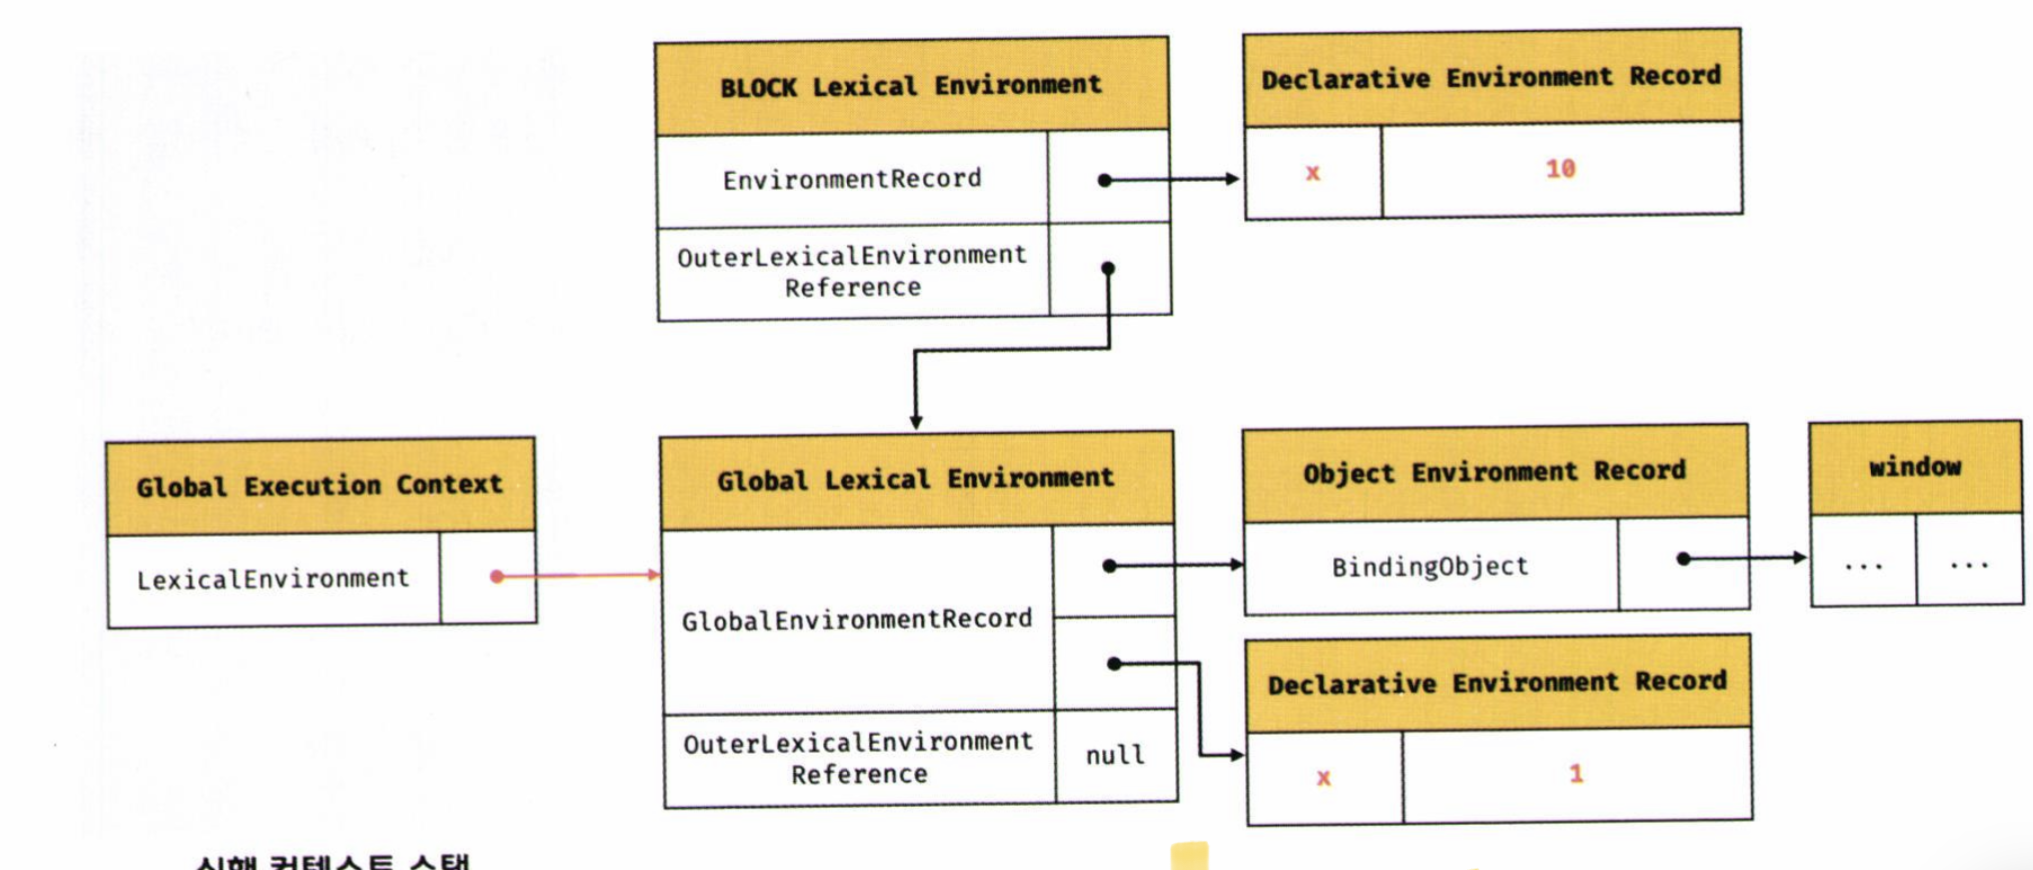 BLOCK Lexical Environment
EnvironmentRecord
OuterLexicalEnvironment
Reference
Declarative Environment Record
x 10
Global Execution Context
LexicalEnvironment
Global Lexical Environment
GlobalEnvironmentRecord
OuterLexicalEnvironment
Reference
null
Object Environment Record
BindingObject
window
... ...
Declarative Environment Record
x 1
실행 컨텍스트 스택